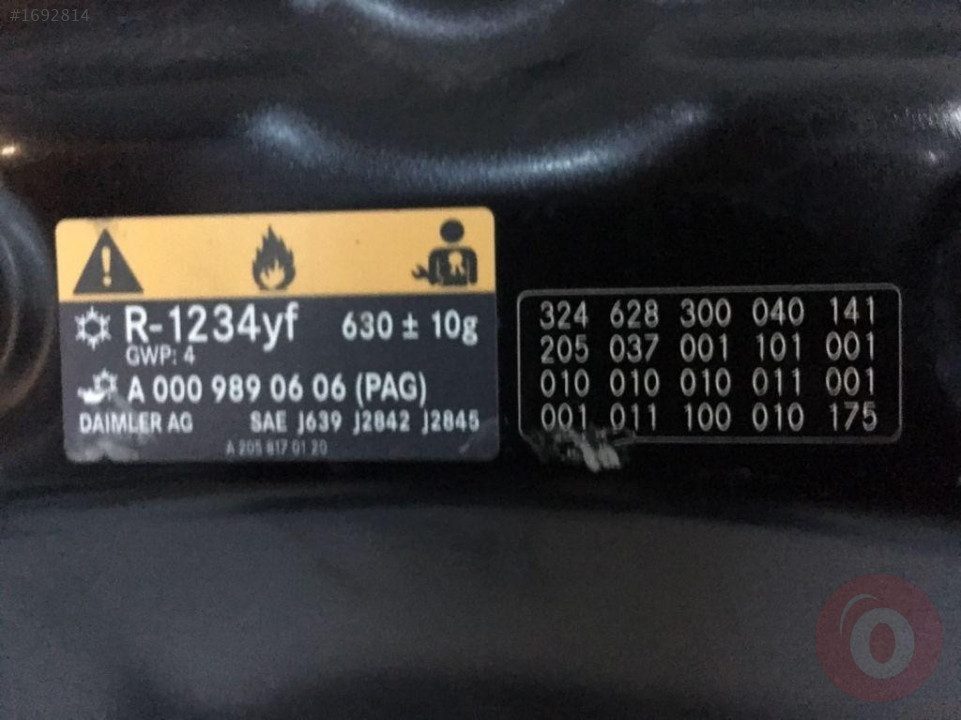 #1692814
R-1234yf 630 ± 10g
GWP: 4
A 000 989 06 06 (PAG)
DAIMLER AG SAE J639 J2842 J2845
A 205 817 01 20
324 628 300 040 141
205 037 001 101 001
010 010 010 011 001
001 011 100 010 175
O